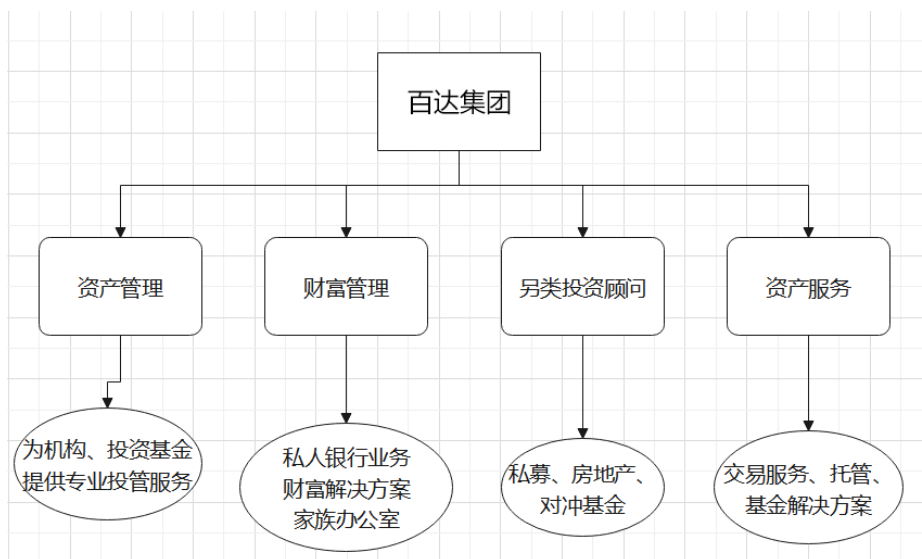 百达集团
资产管理
财富管理
另类投资顾问
资产服务
为机构、投资基金
提供专业投管服务
私人银行业务
财富解决方案
家族办公室
私募、房地产、
对冲基金
交易服务、托管、
基金解决方案